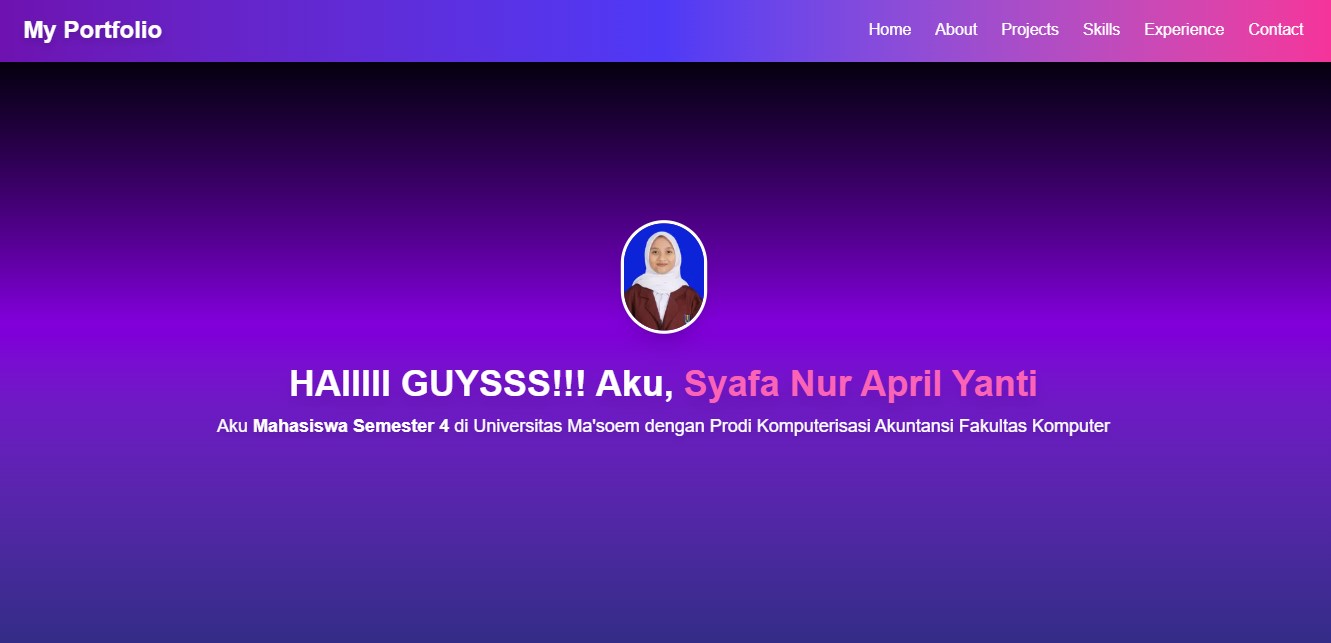 My Portfolio
Home About Projects Skills Experience Contact
HAIIIII GUYSSS!!! Aku, Syafa Nur April Yanti
Aku Mahasiswa Semester 4 di Universitas Ma'soem dengan Prodi Komputerisasi Akuntansi Fakultas Komputer